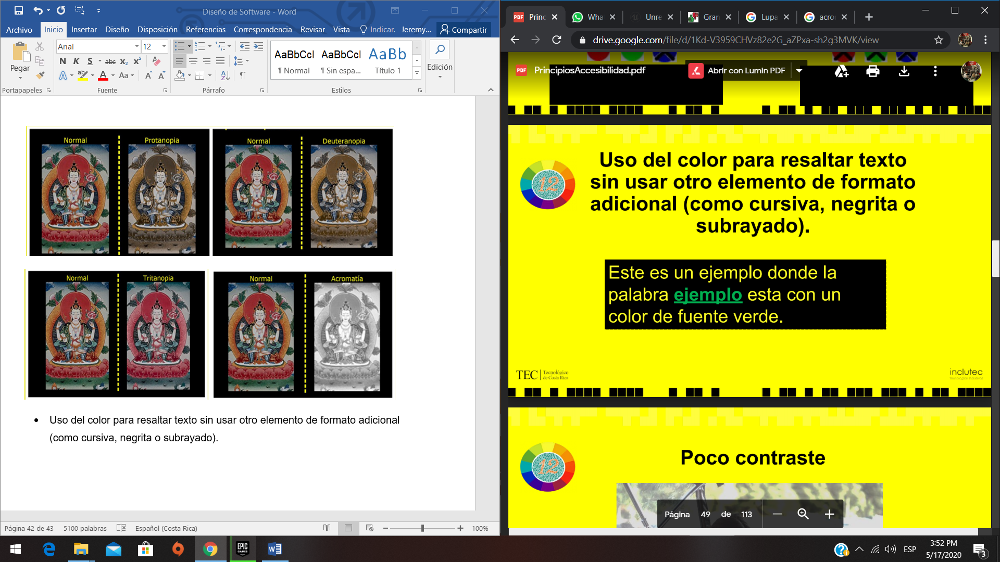 Diseño de Software - Word
Archivo Inicio Insertar Diseño Disposición Referencias Correspondencia Revisar Vista Indicar. Jeremy... Compartir
Pegar
Arial 12
N K S abc x₂ x²
A aby A Aa A A
AaBbCcI AaBbCcI AaBb
¶ Normal ¶ Sin espa... Título 1
Edición
Portapapeles Fuente Párrafo Estilos
Normal Protanopia Normal Deuteranopia
Normal Tritanopia Normal Acromatía
• Uso del color para resaltar texto sin usar otro elemento de formato adicional
(como cursiva, negrita o subrayado).
Página 42 de 43 5100 palabras Español (Costa Rica) 100%
PDF Princ Wha Unre Gran Lupa acro
drive.google.com/file/d/1Kd-V3959CHVz82e2G_aZPxa-sh2g3MVK/view
PDF PrincipiosAccesibilidad.pdf Abrir con Lumin PDF
12
Uso del color para resaltar texto
sin usar otro elemento de formato
adicional (como cursiva, negrita o
subrayado).
Este es un ejemplo donde la
palabra ejemplo esta con un
color de fuente verde.
TEC Tecnológico
de Costa Rica
inclutec
12
Poco contraste
Página 49 de 113
EPIC
GAMES
ESP
3:52 PM
5/17/2020
3